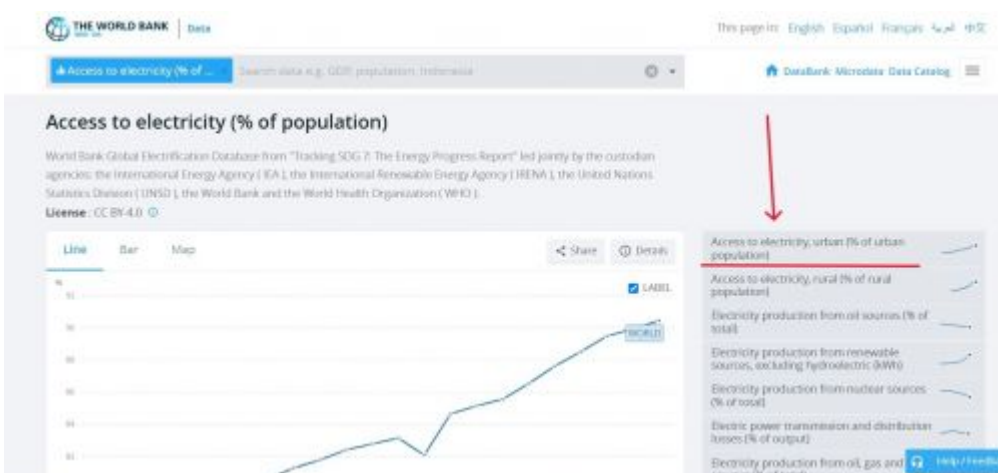 THE WORLD BANK | Data
This page in: English Español Français العربية 中文
Access to electricity (% of ...
Search data e.g. GDP, population, Indonesia
DataBank Microdata Data Catalog
Access to electricity (% of population)
World Bank Global Electrification Database from "Tracking SDG 7: The Energy Progress Report" led jointly by the custodian
agencies: the International Energy Agency ( IEA ), the International Renewable Energy Agency ( IRENA ), the United Nations
Statistics Division ( UNSD ), the World Bank and the World Health Organization ( WHO ).
License : CC BY-4.0
Line Bar Map
Share Details
%
LABEL
WORLD
Access to electricity, urban (% of urban
population)
Access to electricity, rural (% of rural
population)
Electricity production from oil sources (% of
total)
Electricity production from renewable
sources, excluding hydroelectric (kWh)
Electricity production from nuclear sources
(% of total)
Electric power transmission and distribution
losses (% of output)
Electricity production from oil, gas and
Help / Feedback